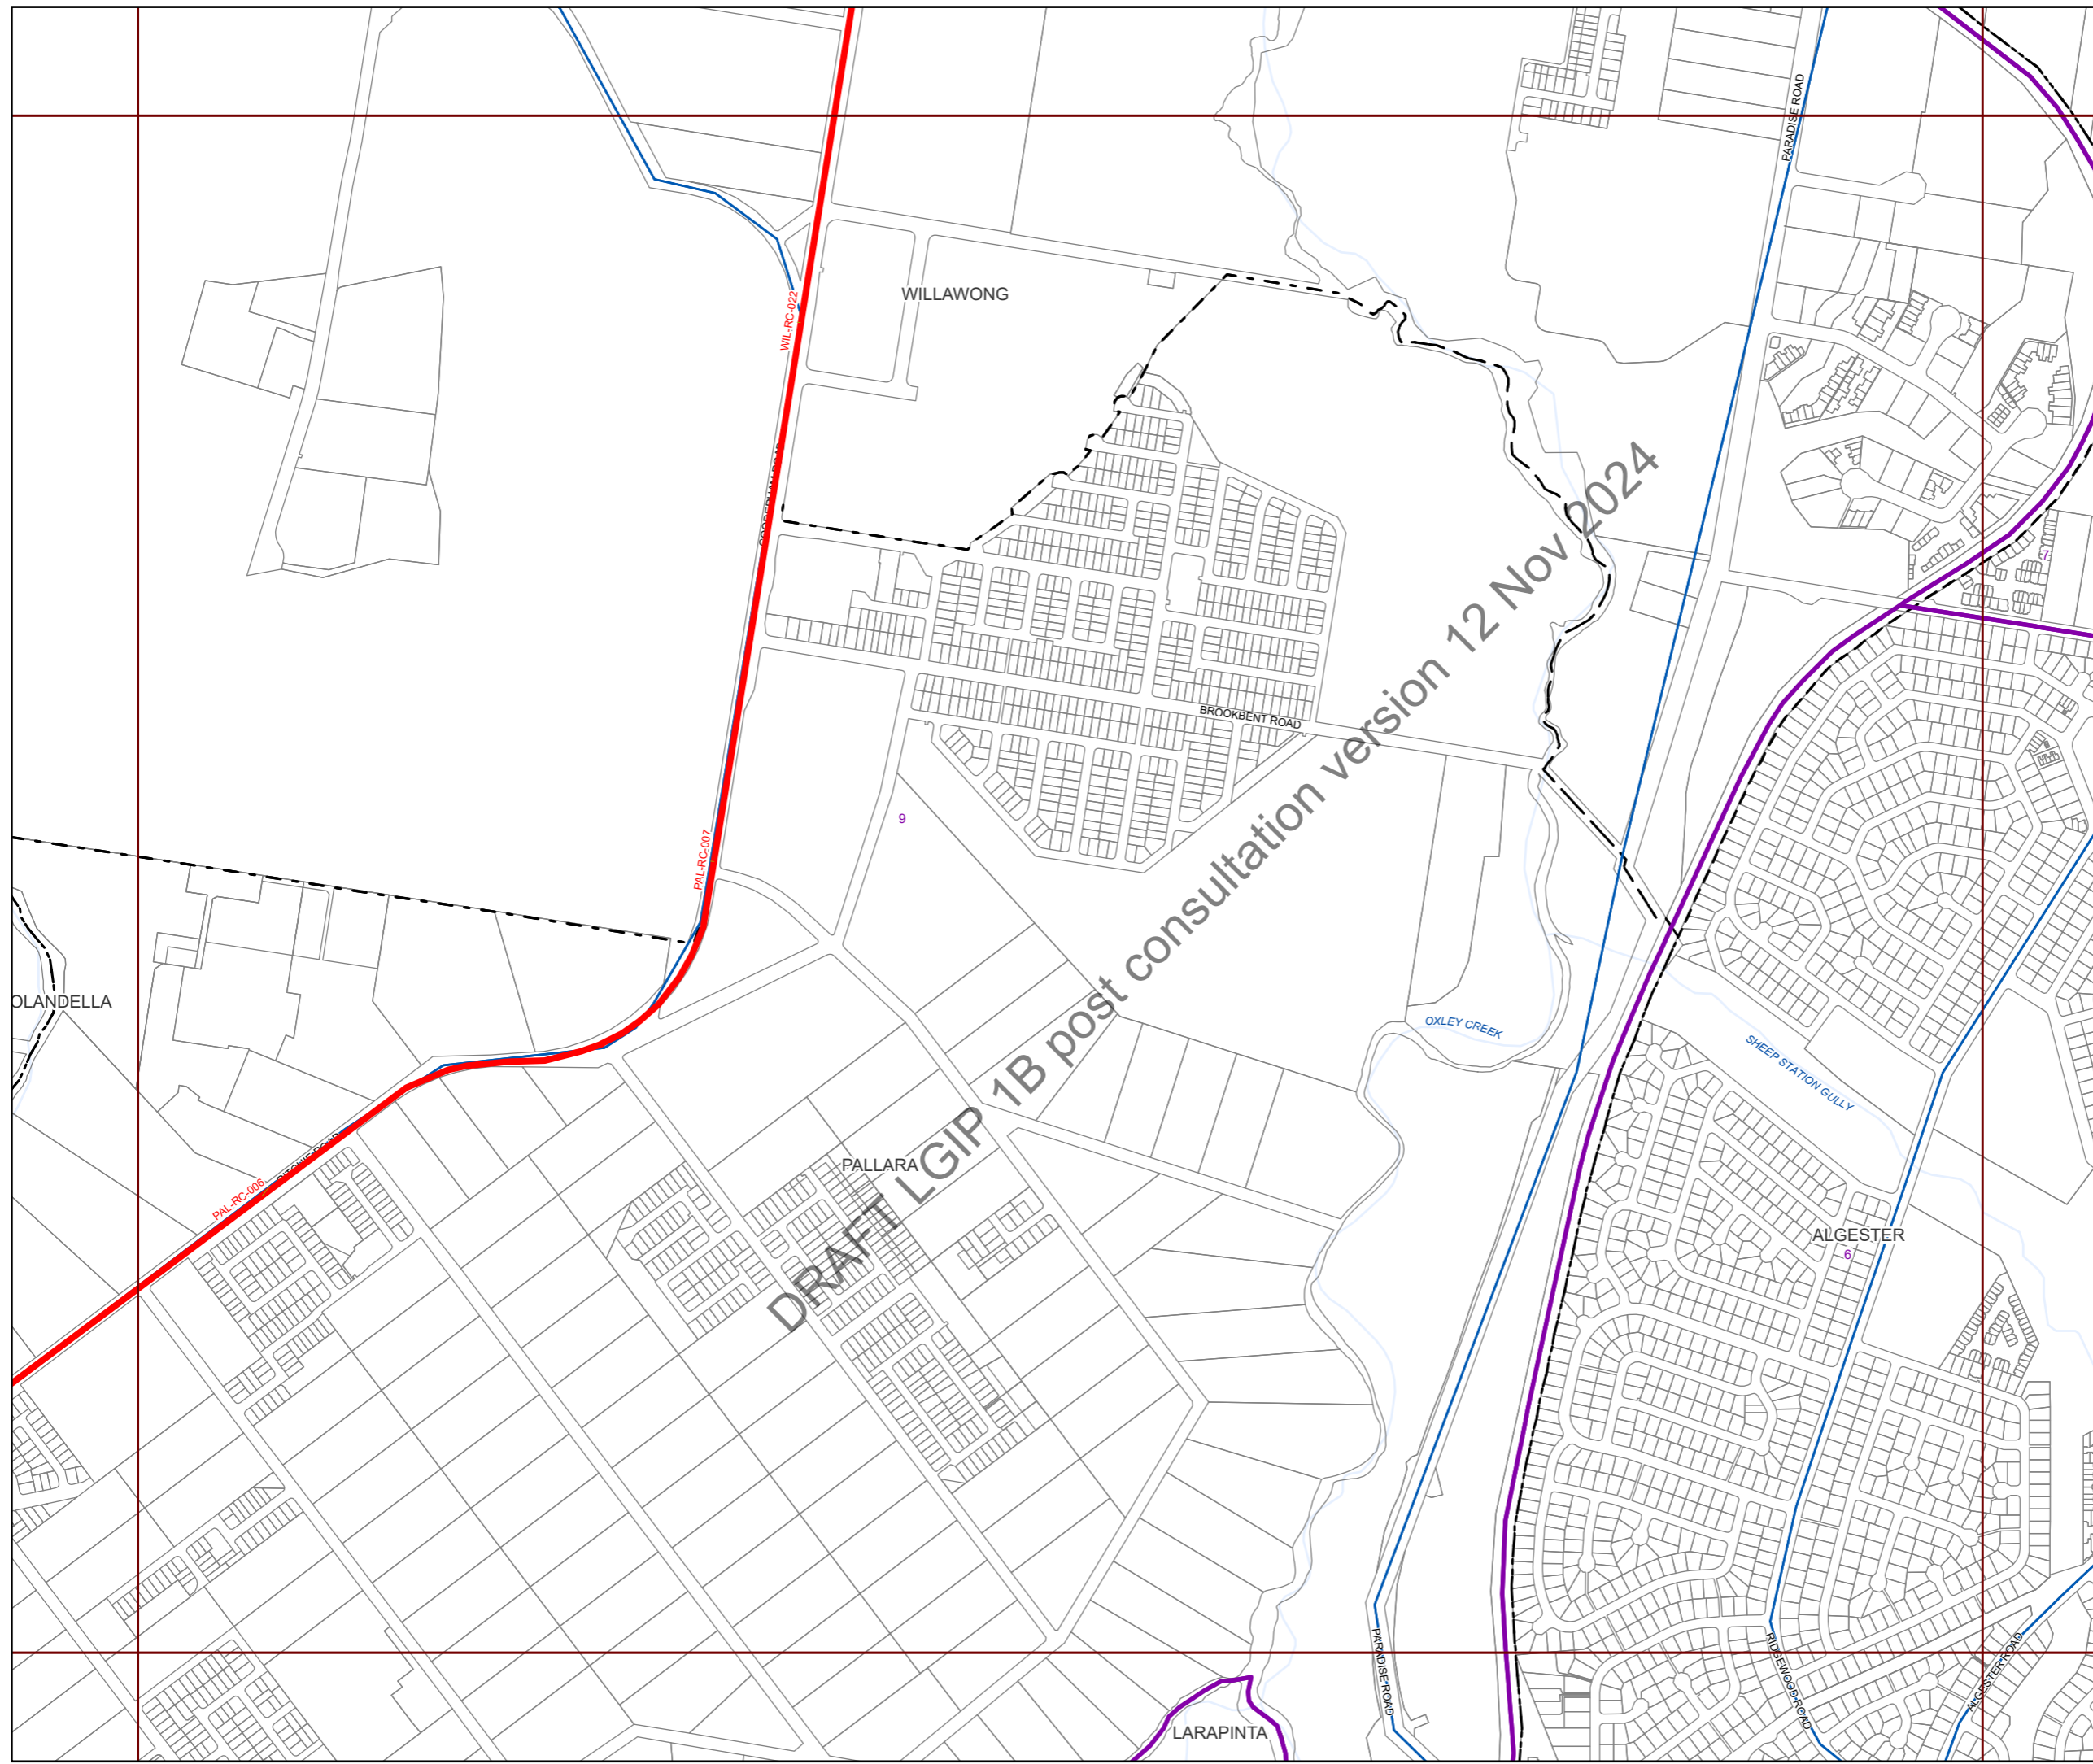 PARADISE ROAD
WILLAWONG
WIL-RC-022
7
BROOKBENT ROAD
9
PAL-RC-007
OLANDELLA
OXLEY CREEK
SHEEP STATION GULLY
PALLARA
RITCHIE ROAD
PAL-RC-006
ALGESTER
6
DRAFT LGIP 1B post consultation version 12 Nov 2024
PARADISE ROAD
RIDGEWOOD ROAD
ALGESTER ROAD
LARAPINTA